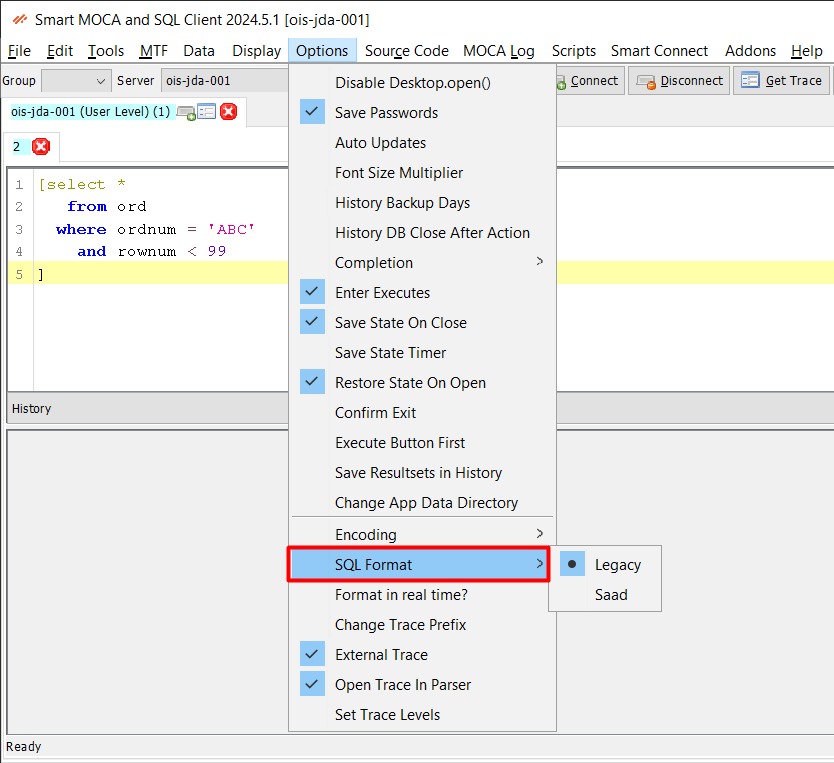 Smart MOCA and SQL Client 2024.5.1 [ois-jda-001]
File Edit Tools MTF Data Display Options Source Code MOCA Log Scripts Smart Connect Addons Help
Group Server ois-jda-001 Connect Disconnect Get Trace
ois-jda-001 (User Level) (1)
2
1 [select *
2 from ord
3 where ordnum = 'ABC'
4 and rownum < 99
5 ]
History
Disable Desktop.open()
Save Passwords
Auto Updates
Font Size Multiplier
History Backup Days
History DB Close After Action
Completion >
Enter Executes
Save State On Close
Save State Timer
Restore State On Open
Confirm Exit
Execute Button First
Save Resultsets in History
Change App Data Directory
Encoding >
SQL Format >
Legacy
Saad
Format in real time?
Change Trace Prefix
External Trace
Open Trace In Parser
Set Trace Levels
Ready